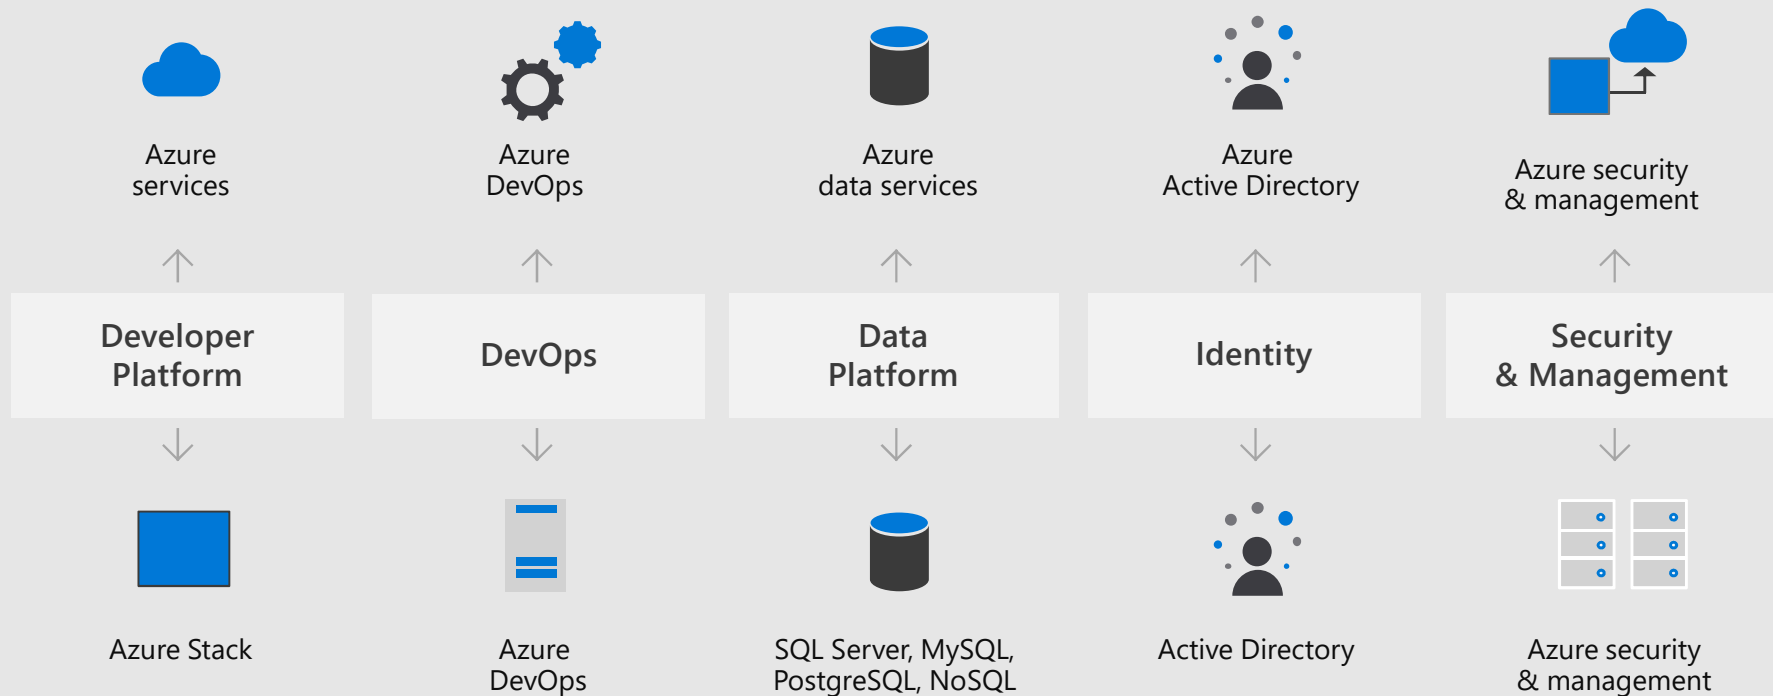 Azure
services
Azure
DevOps
Azure
data services
Azure
Active Directory
Azure security
& management
Developer
Platform
DevOps
Data
Platform
Identity
Security
& Management
Azure Stack
Azure
DevOps
SQL Server, MySQL,
PostgreSQL, NoSQL
Active Directory
Azure security
& management